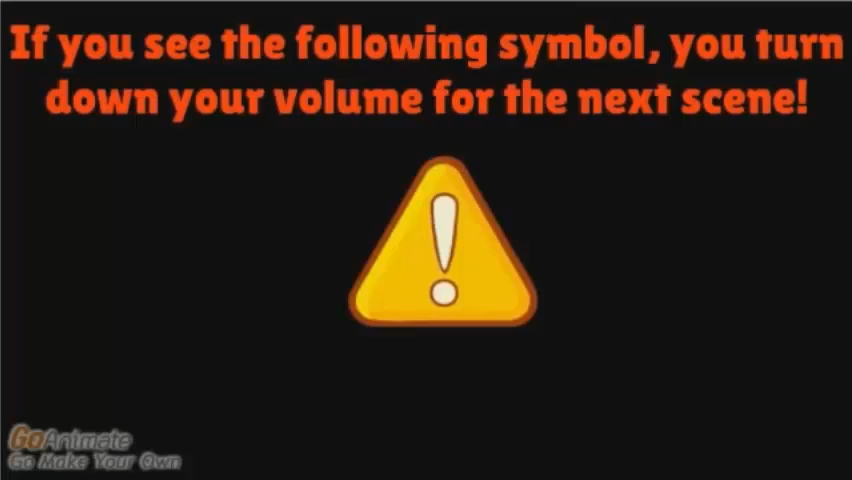 If you see the following symbol, you turn
down your volume for the next scene!
GoAnimate
Go Make Your Own